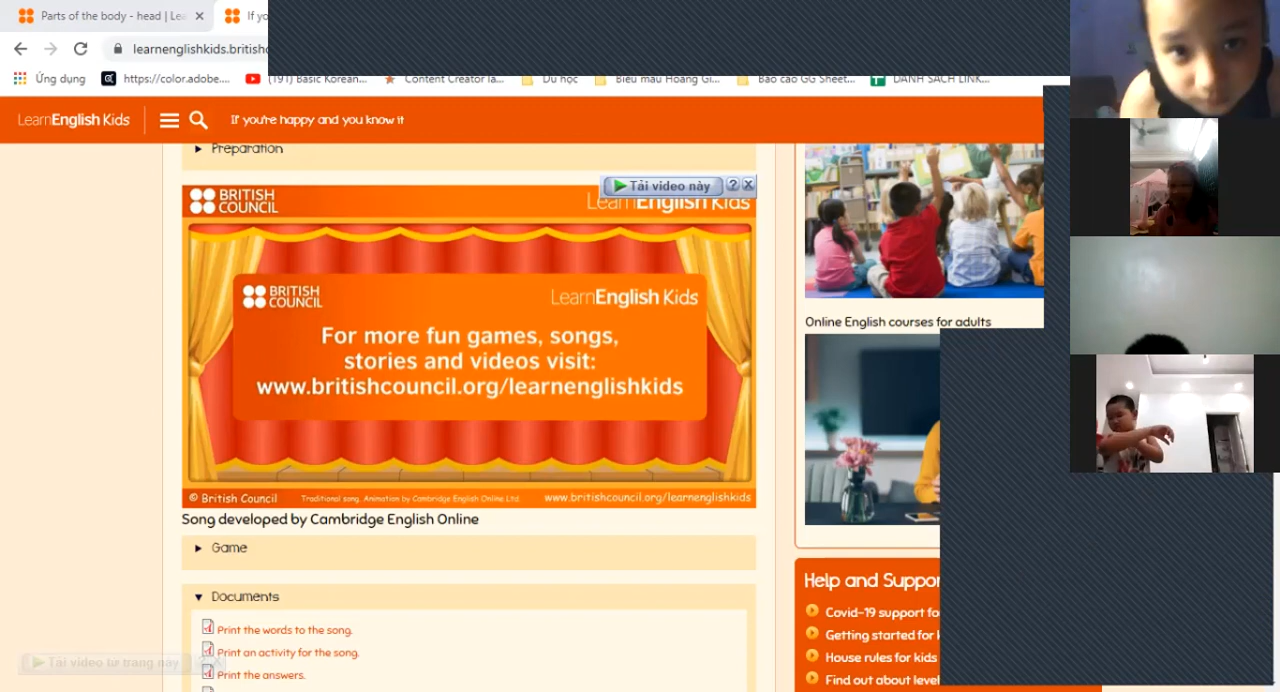 Parts of the body - head | Lea
If yo
learnenglishkids.britishc
Ứng dụng
https://color.adobe....
(191) Basic Korean...
Content Creator là...
Du học
Biểu mẫu Hoàng Gi...
Báo cáo GG Sheet...
DANH SÁCH LINK...
LearnEnglish Kids
If you're happy and you know it
Preparation
BRITISH COUNCIL
Tải video này
LearnEnglish Kids
BRITISH COUNCIL
LearnEnglish Kids
For more fun games, songs,
stories and videos visit:
www.britishcouncil.org/learnenglishkids
© British Council
Traditional song. Animation by Cambridge English Online Ltd.
www.britishcouncil.org/learnenglishkids
Song developed by Cambridge English Online
Game
Documents
Print the words to the song.
Print an activity for the song.
Print the answers.
Tải video từ trang này
Online English courses for adults
Help and Suppor
Covid-19 support fo
Getting started for
House rules for kids
Find out about level